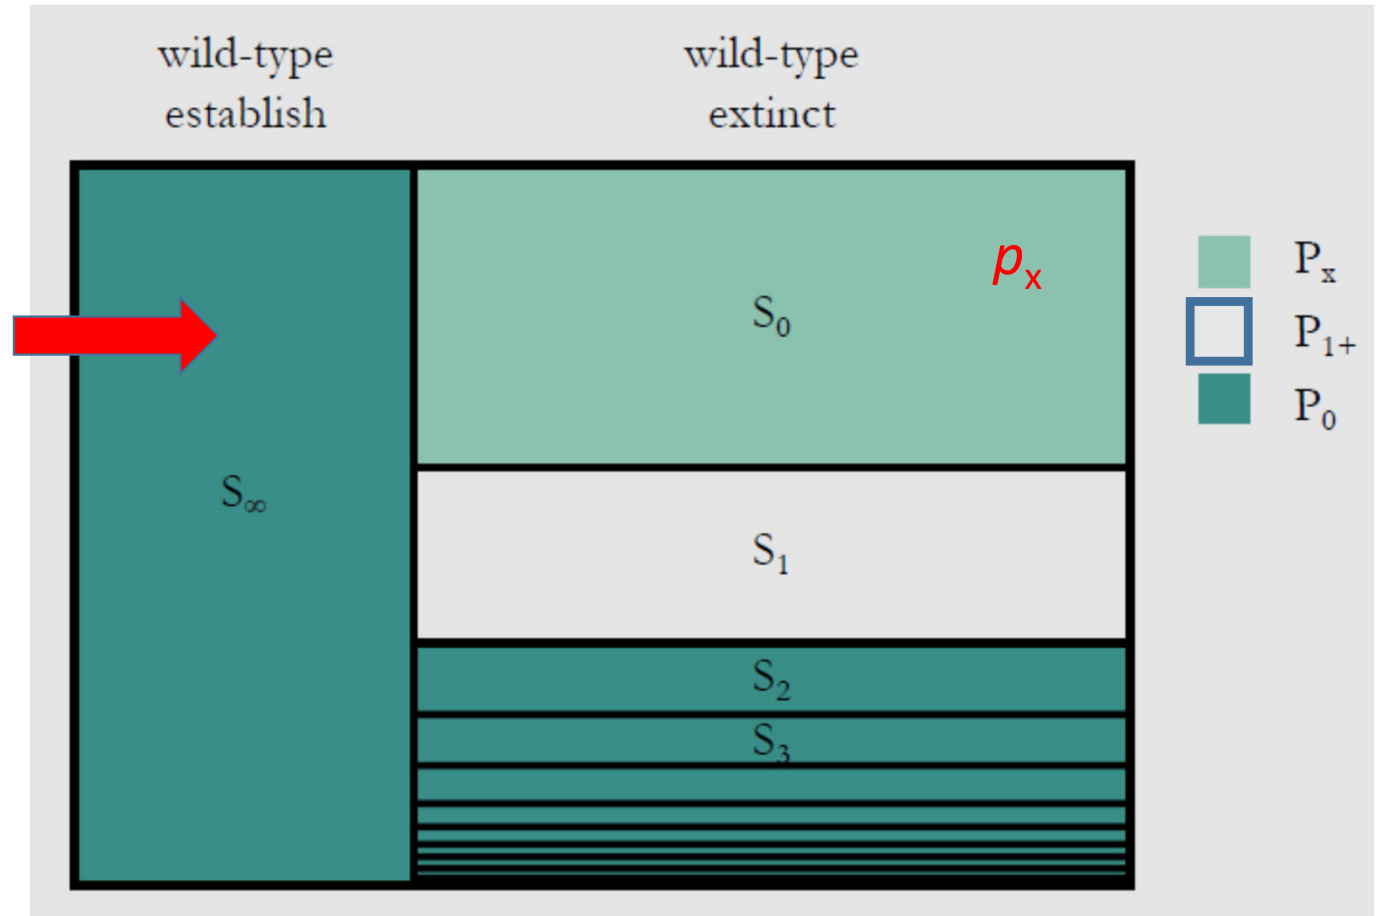 wild-type
establish
wild-type
extinct
S∞
S₀
pₓ
S₁
S₂
S₃
Pₓ
P₁₊
P₀